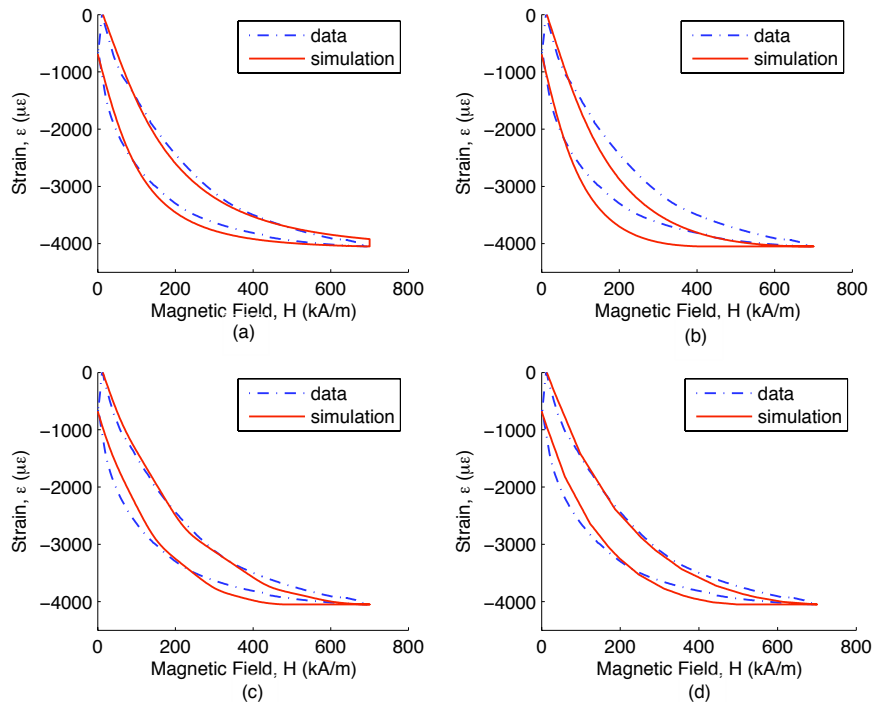 data
simulation
0
−1000
−2000
−3000
−4000
Strain, ε (με)
0 200 400 600 800
Magnetic Field, H (kA/m)
(a)
data
simulation
0
−1000
−2000
−3000
−4000
Strain, ε (με)
0 200 400 600 800
Magnetic Field, H (kA/m)
(b)
data
simulation
0
−1000
−2000
−3000
−4000
Strain, ε (με)
0 200 400 600 800
Magnetic Field, H (kA/m)
(c)
data
simulation
0
−1000
−2000
−3000
−4000
Strain, ε (με)
0 200 400 600 800
Magnetic Field, H (kA/m)
(d)